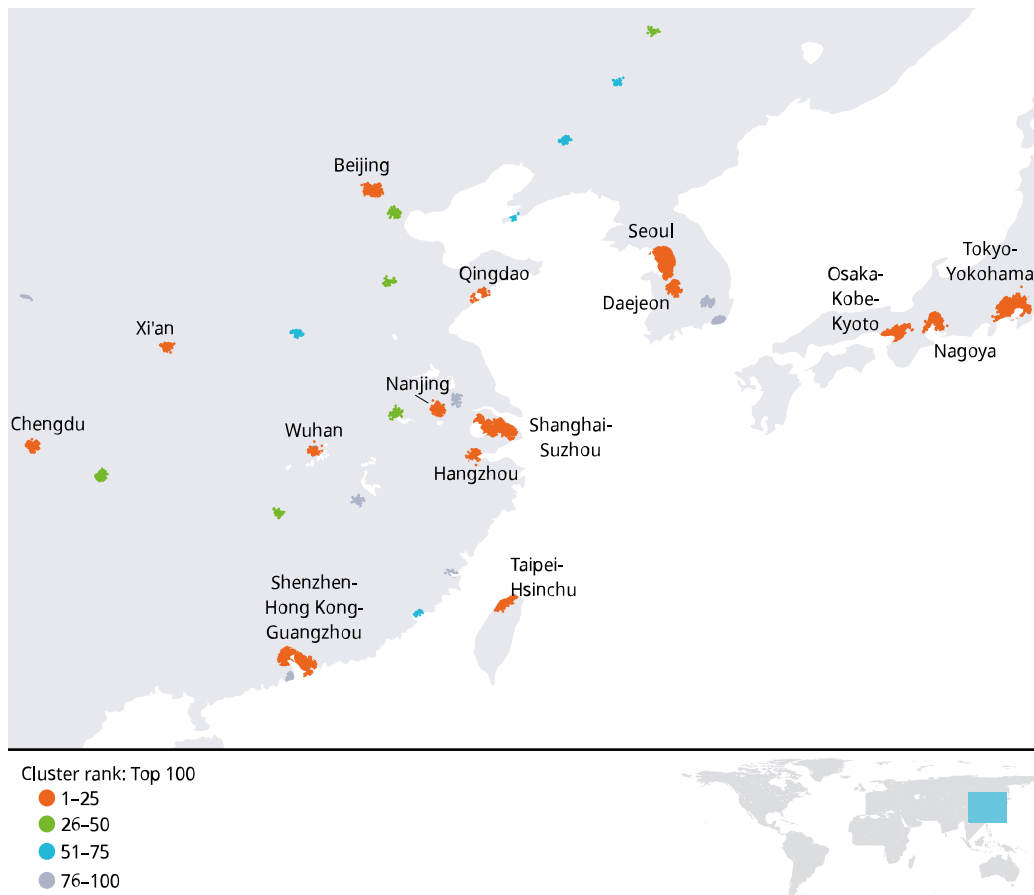 Beijing
Seoul
Qingdao
Daejeon
Tokyo-
Yokohama
Osaka-
Kobe-
Kyoto
Nagoya
Xi'an
Nanjing
Chengdu
Wuhan
Shanghai-
Suzhou
Hangzhou
Taipei-
Hsinchu
Shenzhen-
Hong Kong-
Guangzhou
Cluster rank: Top 100
1–25
26–50
51–75
76–100